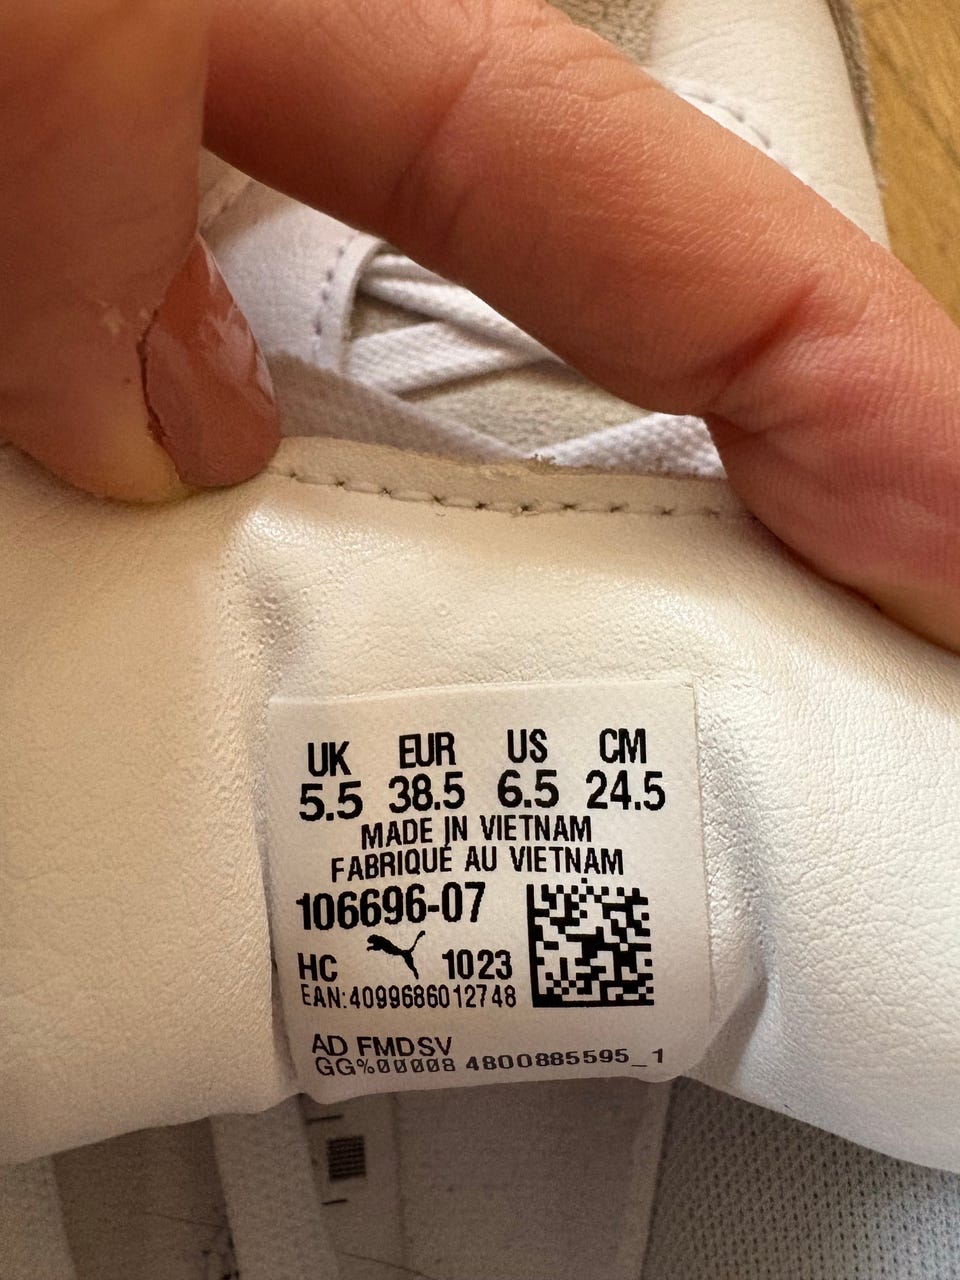 UK EUR US CM
5.5 38.5 6.5 24.5
MADE IN VIETNAM
FABRIQUÉ AU VIETNAM
106696-07
HC 1023
EAN:4099686012748
AD FMDSV
GG%00008 4800885595_1